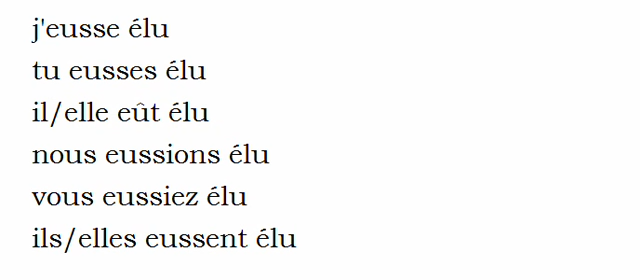 j'eusse élu
tu eusses élu
il/elle eût élu
nous eussions élu
vous eussiez élu
ils/elles eussent élu